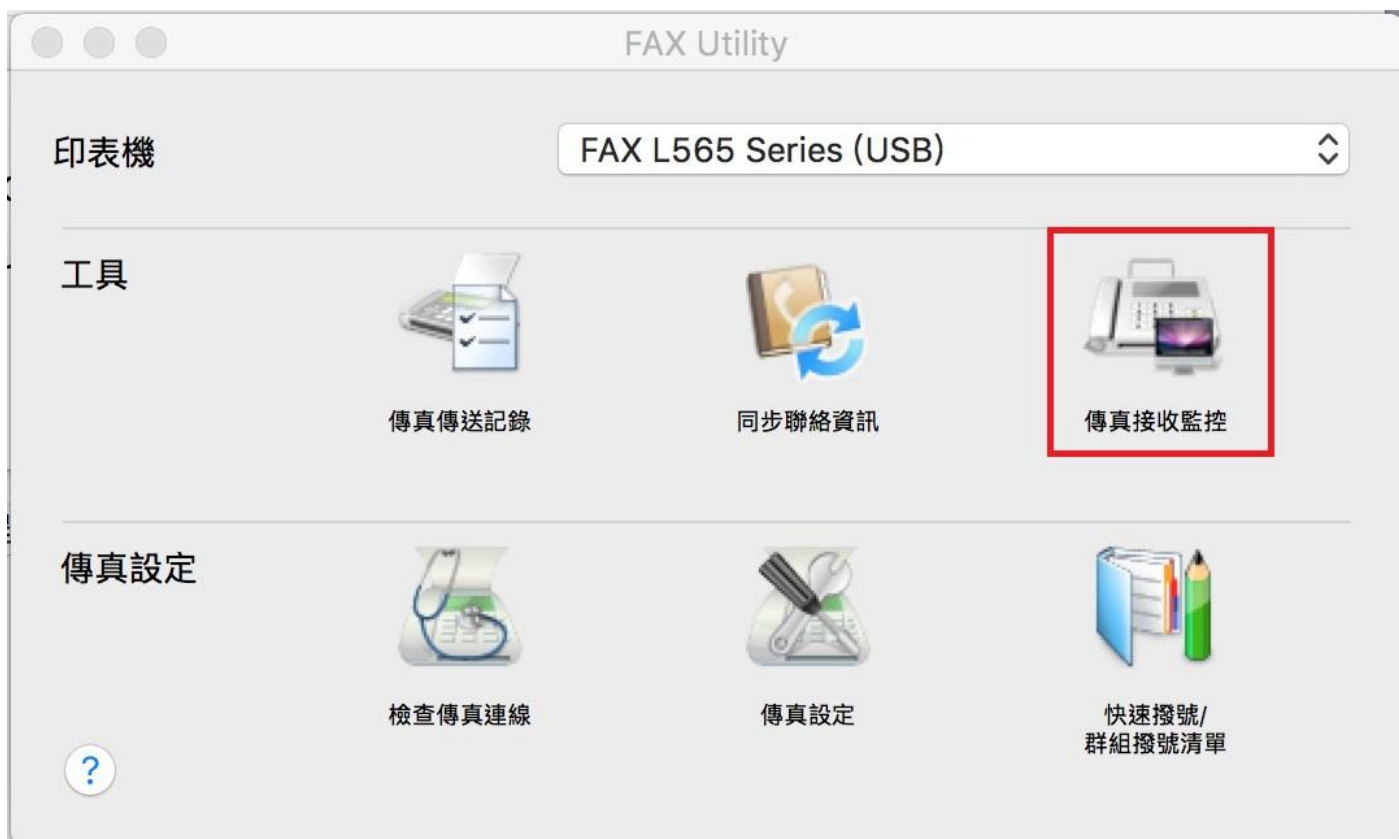 FAX Utility
印表機
FAX L565 Series (USB)
工具
傳真傳送記錄
同步聯絡資訊
傳真接收監控
傳真設定
檢查傳真連線
傳真設定
快速撥號/
群組撥號清單
?